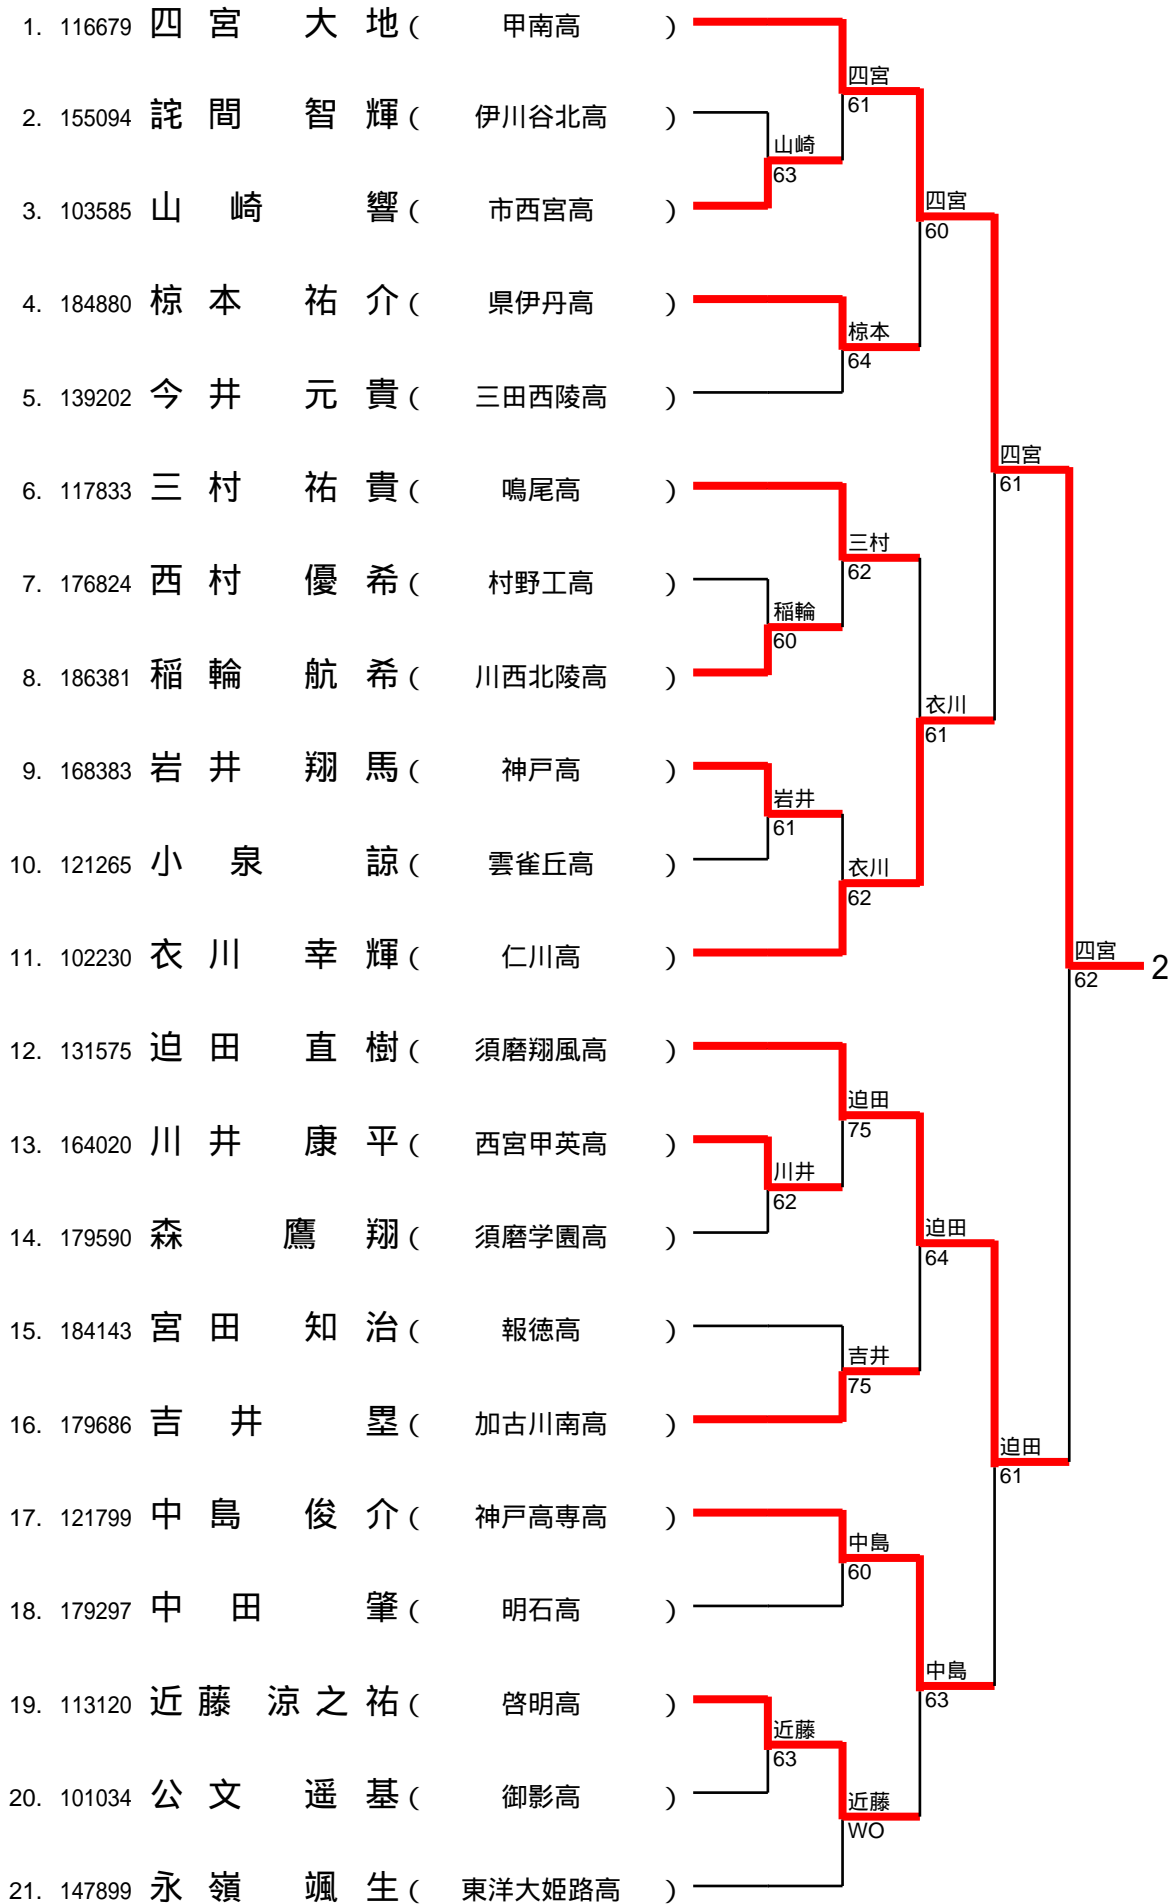 1. 116679 四宮 大地 ( 甲南高 )
四宮
61
2. 155094 詫間 智輝 ( 伊川谷北高 )
山崎
63
3. 103585 山崎 響 ( 市西宮高 )
四宮
60
4. 184880 椋本 祐介 ( 県伊丹高 )
椋本
64
5. 139202 今井 元貴 ( 三田西陵高 )
四宮
61
6. 117833 三村 祐貴 ( 鳴尾高 )
三村
62
7. 176824 西村 優希 ( 村野工高 )
稲輪
60
8. 186381 稲輪 航希 ( 川西北陵高 )
衣川
61
9. 168383 岩井 翔馬 ( 神戸高 )
岩井
61
10. 121265 小泉 諒 ( 雲雀丘高 )
衣川
62
11. 102230 衣川 幸輝 ( 仁川高 )
四宮
62
2
12. 131575 迫田 直樹 ( 須磨翔風高 )
迫田
75
13. 164020 川井 康平 ( 西宮甲英高 )
川井
62
14. 179590 森 鷹翔 ( 須磨学園高 )
迫田
64
15. 184143 宮田 知治 ( 報徳高 )
吉井
75
16. 179686 吉井 塁 ( 加古川南高 )
迫田
61
17. 121799 中島 俊介 ( 神戸高専高 )
中島
60
18. 179297 中田 肇 ( 明石高 )
中島
63
19. 113120 近藤 涼之祐 ( 啓明高 )
近藤
63
20. 101034 公文 遥基 ( 御影高 )
近藤
WO
21. 147899 永嶺 颯生 ( 東洋大姫路高 )